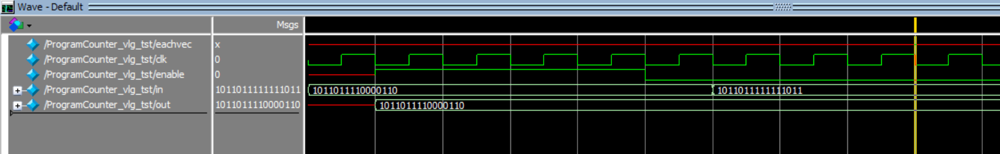 Wave - Default
Msgs
/ProgramCounter_vlg_tst/eachvec x
/ProgramCounter_vlg_tst/clk 0
/ProgramCounter_vlg_tst/enable 0
/ProgramCounter_vlg_tst/in 1011011111111011 1011011110000110 1011011111111011
/ProgramCounter_vlg_tst/out 1011011110000110 1011011110000110